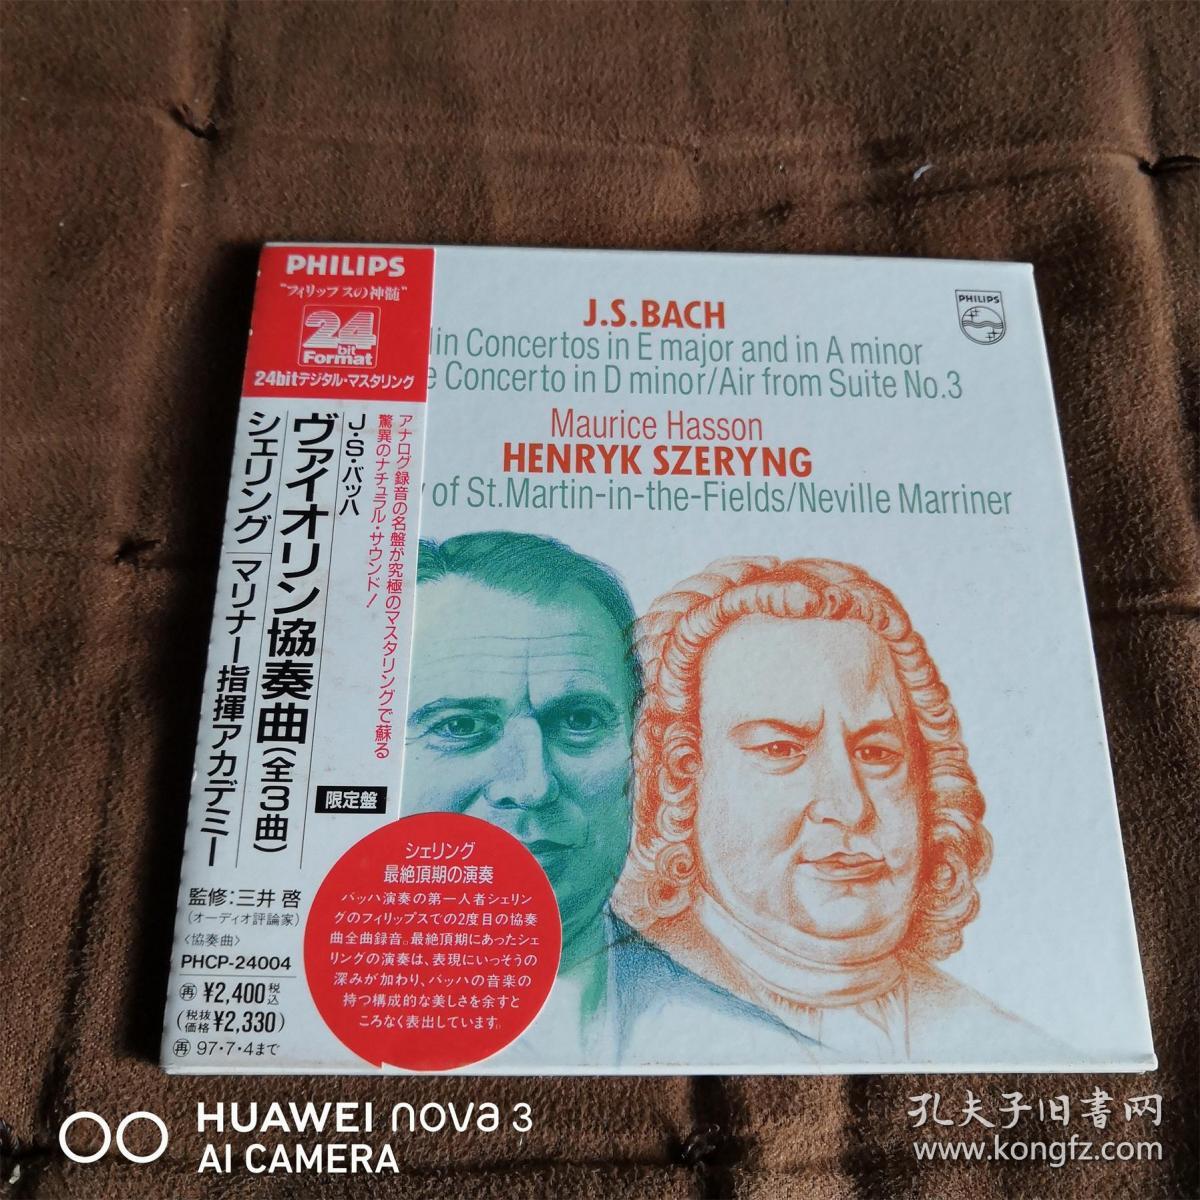 PHILIPS
"フィリップスの神髄"
24
bit
Format
24bitデジタル・マスタリング
アナログ録音の名盤が究極のマスタリングで蘇る
驚異のナチュラル・サウンド!
J・S・バッハ
ヴァイオリン協奏曲(全3曲)
シェリング
マリナー指揮アカデミー
限定盤
監修:三井 啓
(オーディオ評論家)
〈協奏曲〉
PHCP-24004
再 ¥2,400税込
(税抜価格¥2,330)
再 97・7・4まで
シェリング
最絶頂期の演奏
バッハ演奏の第一人者シェリン
グのフィリップスでの2度目の協奏
曲全曲録音。最絶頂期にあったシェ
リングの演奏は、表現にいっそうの
深みが加わり、バッハの音楽の
持つ構成的な美しさを余すと
ころなく表出しています。
J.S.BACH
lin Concertos in E major and in A minor
e Concerto in D minor/Air from Suite No.3
Maurice Hasson
HENRYK SZERYNG
y of St.Martin-in-the-Fields/Neville Marriner
PHILIPS
HUAWEI nova 3
AI CAMERA
孔夫子旧書网
www.kongfz.com